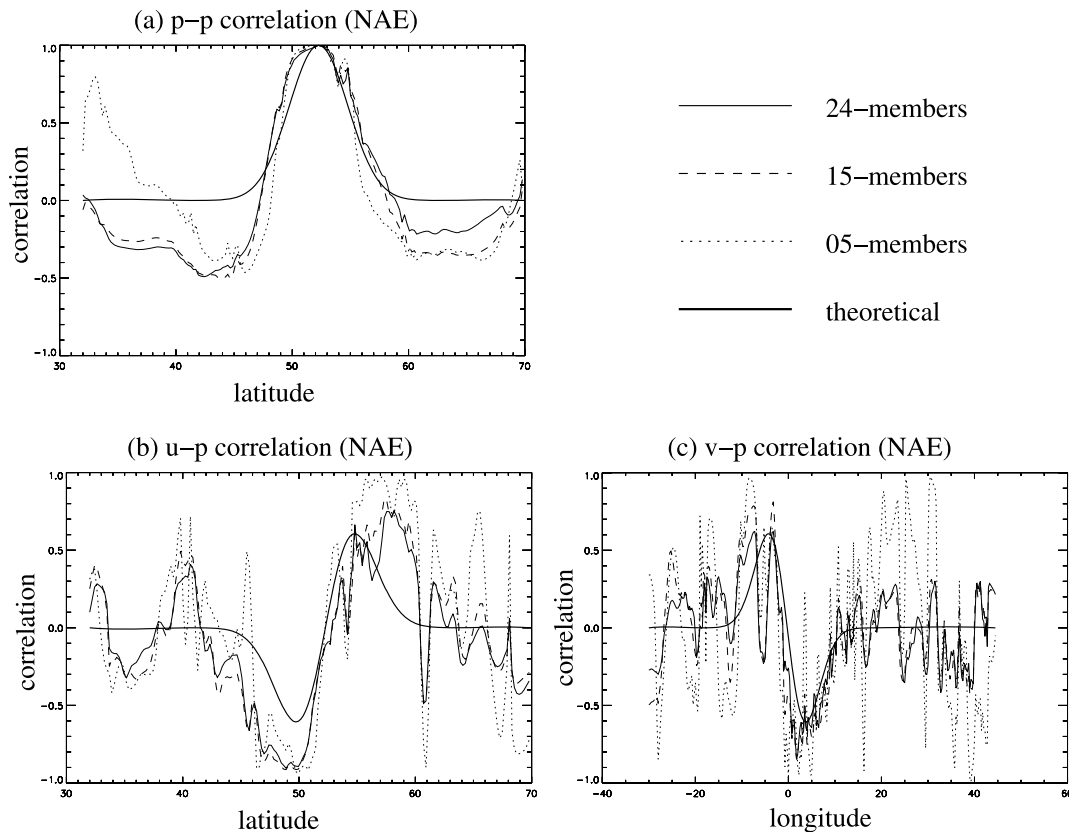 (a) p−p correlation (NAE)
1.0
0.5
0.0
−0.5
−1.0
correlation
30 40 50 60 70
latitude
24−members
15−members
05−members
theoretical
(b) u−p correlation (NAE)
1.0
0.5
0.0
−0.5
−1.0
correlation
30 40 50 60 70
latitude
(c) v−p correlation (NAE)
1.0
0.5
0.0
−0.5
−1.0
correlation
−40 −20 0 20 40 60
longitude